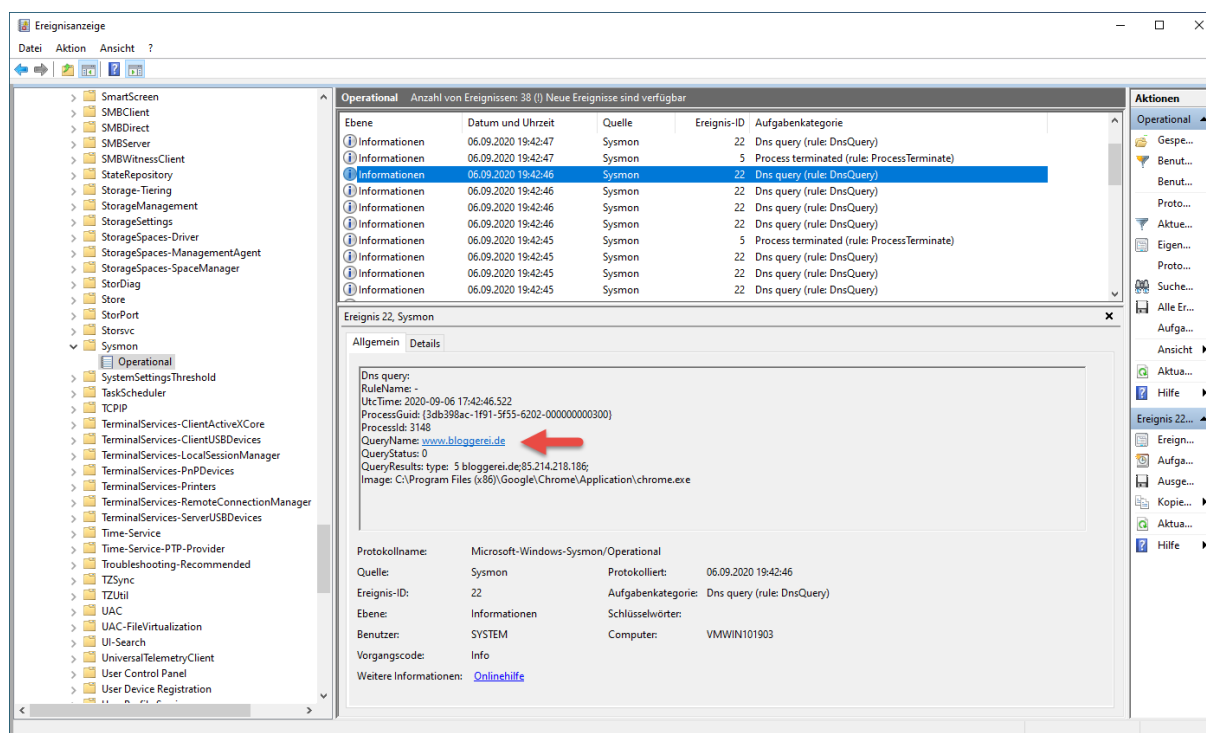 Ereignisanzeige
Datei Aktion Ansicht ?
SmartScreen
SMBClient
SMBDirect
SMBServer
SMBWitnessClient
StateRepository
Storage-Tiering
StorageManagement
StorageSettings
StorageSpaces-Driver
StorageSpaces-ManagementAgent
StorageSpaces-SpaceManager
StorDiag
Store
StorPort
Storsvc
Sysmon
Operational
SystemSettingsThreshold
TaskScheduler
TCPIP
TerminalServices-ClientActiveXCore
TerminalServices-ClientUSBDevices
TerminalServices-LocalSessionManager
TerminalServices-PnPDevices
TerminalServices-Printers
TerminalServices-RemoteConnectionManager
TerminalServices-ServerUSBDevices
Time-Service
Time-Service-PTP-Provider
Troubleshooting-Recommended
TZSync
TZUtil
UAC
UAC-FileVirtualization
UI-Search
UniversalTelemetryClient
User Control Panel
User Device Registration
Operational Anzahl von Ereignissen: 38 (!) Neue Ereignisse sind verfügbar
Ebene Datum und Uhrzeit Quelle Ereignis-ID Aufgabenkategorie
Informationen 06.09.2020 19:42:47 Sysmon 22 Dns query (rule: DnsQuery)
Informationen 06.09.2020 19:42:47 Sysmon 5 Process terminated (rule: ProcessTerminate)
Informationen 06.09.2020 19:42:46 Sysmon 22 Dns query (rule: DnsQuery)
Informationen 06.09.2020 19:42:46 Sysmon 22 Dns query (rule: DnsQuery)
Informationen 06.09.2020 19:42:46 Sysmon 22 Dns query (rule: DnsQuery)
Informationen 06.09.2020 19:42:46 Sysmon 22 Dns query (rule: DnsQuery)
Informationen 06.09.2020 19:42:45 Sysmon 5 Process terminated (rule: ProcessTerminate)
Informationen 06.09.2020 19:42:45 Sysmon 22 Dns query (rule: DnsQuery)
Informationen 06.09.2020 19:42:45 Sysmon 22 Dns query (rule: DnsQuery)
Informationen 06.09.2020 19:42:45 Sysmon 22 Dns query (rule: DnsQuery)
Ereignis 22, Sysmon
Allgemein Details
Dns query:
RuleName: -
UtcTime: 2020-09-06 17:42:46.522
ProcessGuid: {3db398ac-1f91-5f55-6202-000000000300}
ProcessId: 3148
QueryName: www.bloggerei.de
QueryStatus: 0
QueryResults: type: 5 bloggerei.de;85.214.218.186;
Image: C:\Program Files (x86)\Google\Chrome\Application\chrome.exe
Protokollname: Microsoft-Windows-Sysmon/Operational
Quelle: Sysmon Protokolliert: 06.09.2020 19:42:46
Ereignis-ID: 22 Aufgabenkategorie: Dns query (rule: DnsQuery)
Ebene: Informationen Schlüsselwörter:
Benutzer: SYSTEM Computer: VMWIN101903
Vorgangscode: Info
Weitere Informationen: Onlinehilfe
Aktionen
Operational
Gespe...
Benut...
Benut...
Proto...
Aktue...
Eigen...
Proto...
Suche...
Alle Er...
Aufga...
Ansicht
Aktua...
Hilfe
Ereignis 22...
Ereign...
Aufga...
Ausge...
Kopie...
Aktua...
Hilfe